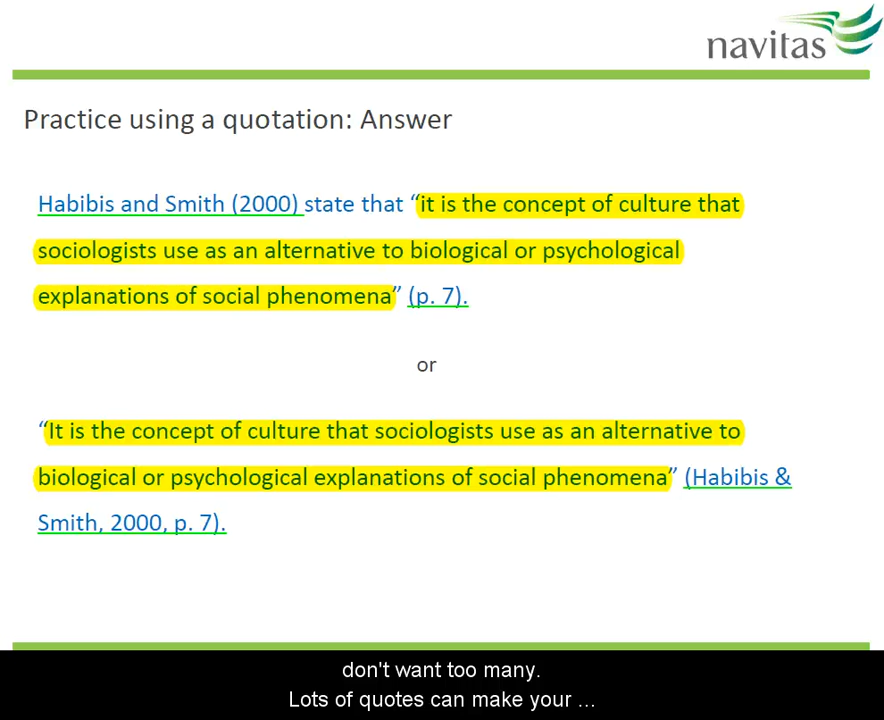 navitas
Practice using a quotation: Answer
Habibis and Smith (2000) state that “it is the concept of culture that
sociologists use as an alternative to biological or psychological
explanations of social phenomena” (p. 7).
or
“It is the concept of culture that sociologists use as an alternative to
biological or psychological explanations of social phenomena” (Habibis &
Smith, 2000, p. 7).
don't want too many.
Lots of quotes can make your ...